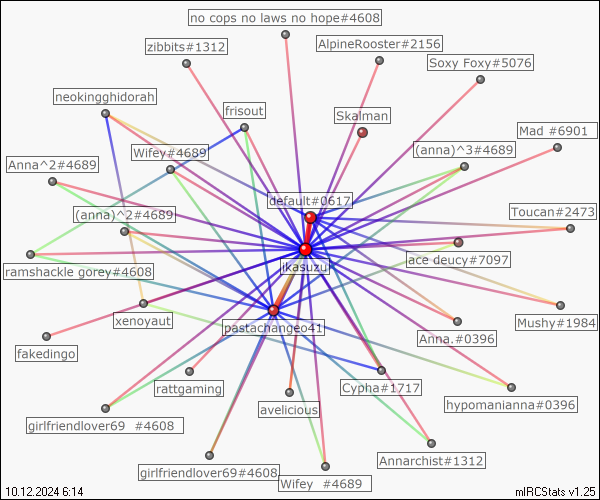 no cops no laws no hope#4608
zibbits#1312
AlpineRooster#2156
Soxy Foxy#5076
neokingghidorah
frisout
Skalman
Mad #6901
Wifey#4689
(anna)^3#4689
Anna^2#4689
default#0617
(anna)^2#4689
Toucan#2473
ramshackle gorey#4608
ikasuzu
ace deucy#7097
xenoyaut
pastachangeo41
Mushy#1984
Anna.#0396
fakedingo
rattgaming
Cypha#1717
avelicious
hypomanianna#0396
girlfriendlover69 #4608
Annarchist#1312
girlfriendlover69#4608
Wifey #4689
10.12.2024 6:14
mIRCStats v1.25